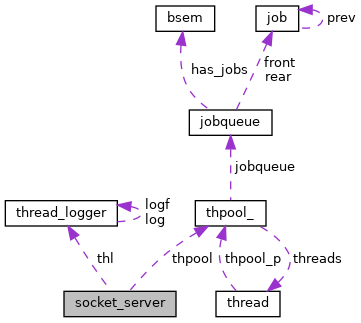 bsem
job
prev
has_jobs
front
rear
jobqueue
jobqueue
thread_logger
logf
log
thpool_
thl
thpool
thpool_p
threads
socket_server
thread